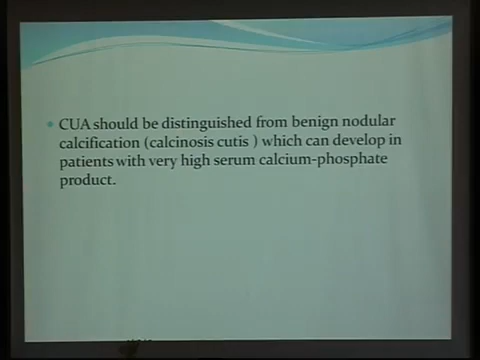 CUA should be distinguished from benign nodular
calcification (calcinosis cutis ) which can develop in
patients with very high serum calcium-phosphate
product.